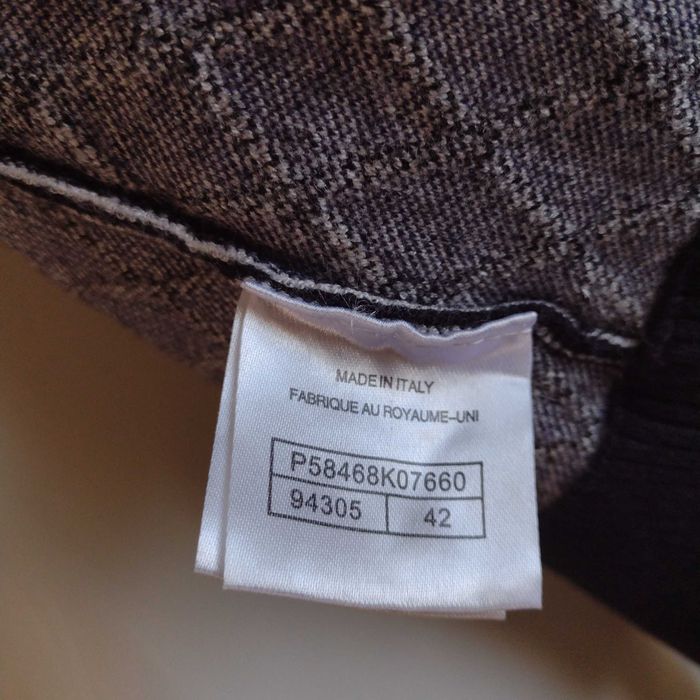 MADE IN ITALY
FABRIQUE AU ROYAUME-UNI
P58468K07660
94305 42